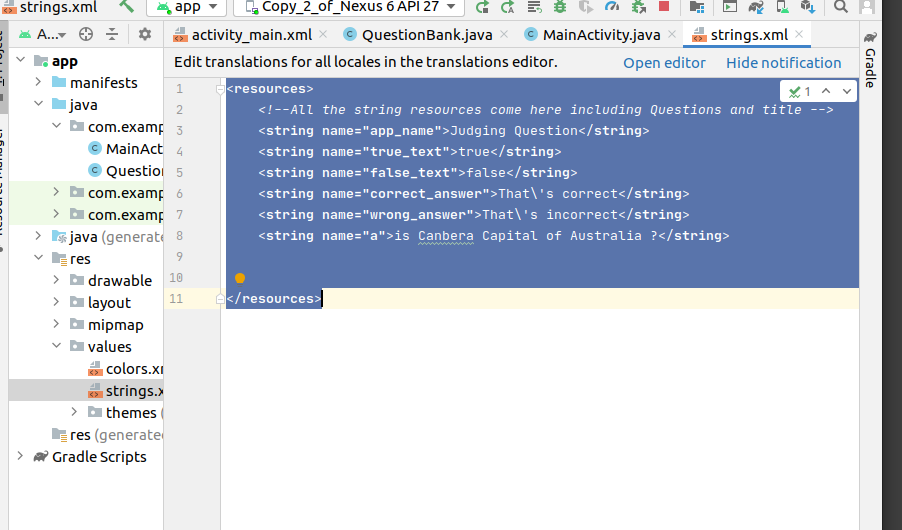 strings.xml
app
Copy_2_of_Nexus 6 API 27
A...
activity_main.xml
QuestionBank.java
MainActivity.java
strings.xml
Edit translations for all locales in the translations editor.
Open editor
Hide notification
Gradle
Resource Manager
app
manifests
java
com.examp
MainAct
Question
com.examp
com.examp
java (generate
res
drawable
layout
mipmap
values
colors.x
strings.x
themes (
res (generate
Gradle Scripts
1
1 <resources>
2 <!--All the string resources come here including Questions and title -->
3 <string name="app_name">Judging Question</string>
4 <string name="true_text">true</string>
5 <string name="false_text">false</string>
6 <string name="correct_answer">That\'s correct</string>
7 <string name="wrong_answer">That\'s incorrect</string>
8 <string name="a">is Canbera Capital of Australia ?</string>
9
10
11 </resources>